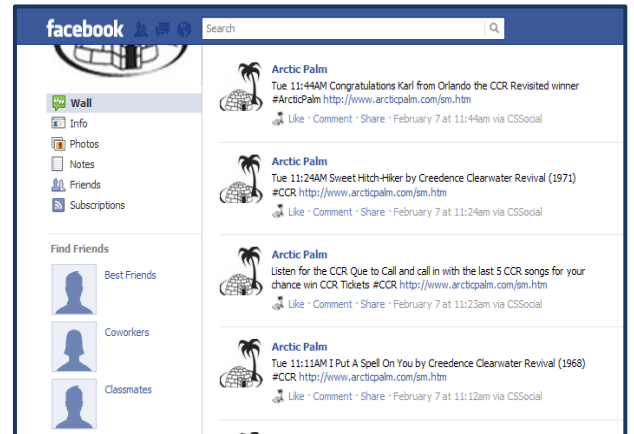 facebook
Search
Wall
Info
Photos
Notes
Friends
Subscriptions
Find Friends
Best Friends
Coworkers
Classmates
Arctic Palm
Tue 11:44AM Congratulations Karl from Orlando the CCR Revisited winner
#ArcticPalm http://www.arcticpalm.com/sm.htm
Like · Comment · Share · February 7 at 11:44am via CSSocial
Arctic Palm
Tue 11:24AM Sweet Hitch-Hiker by Creedence Clearwater Revival (1971)
#CCR http://www.arcticpalm.com/sm.htm
Like · Comment · Share · February 7 at 11:24am via CSSocial
Arctic Palm
Listen for the CCR Que to Call and call in with the last 5 CCR songs for your
chance win CCR Tickets #CCR http://www.arcticpalm.com/sm.htm
Like · Comment · Share · February 7 at 11:23am via CSSocial
Arctic Palm
Tue 11:11AM I Put A Spell On You by Creedence Clearwater Revival (1968)
#CCR http://www.arcticpalm.com/sm.htm
Like · Comment · Share · February 7 at 11:12am via CSSocial